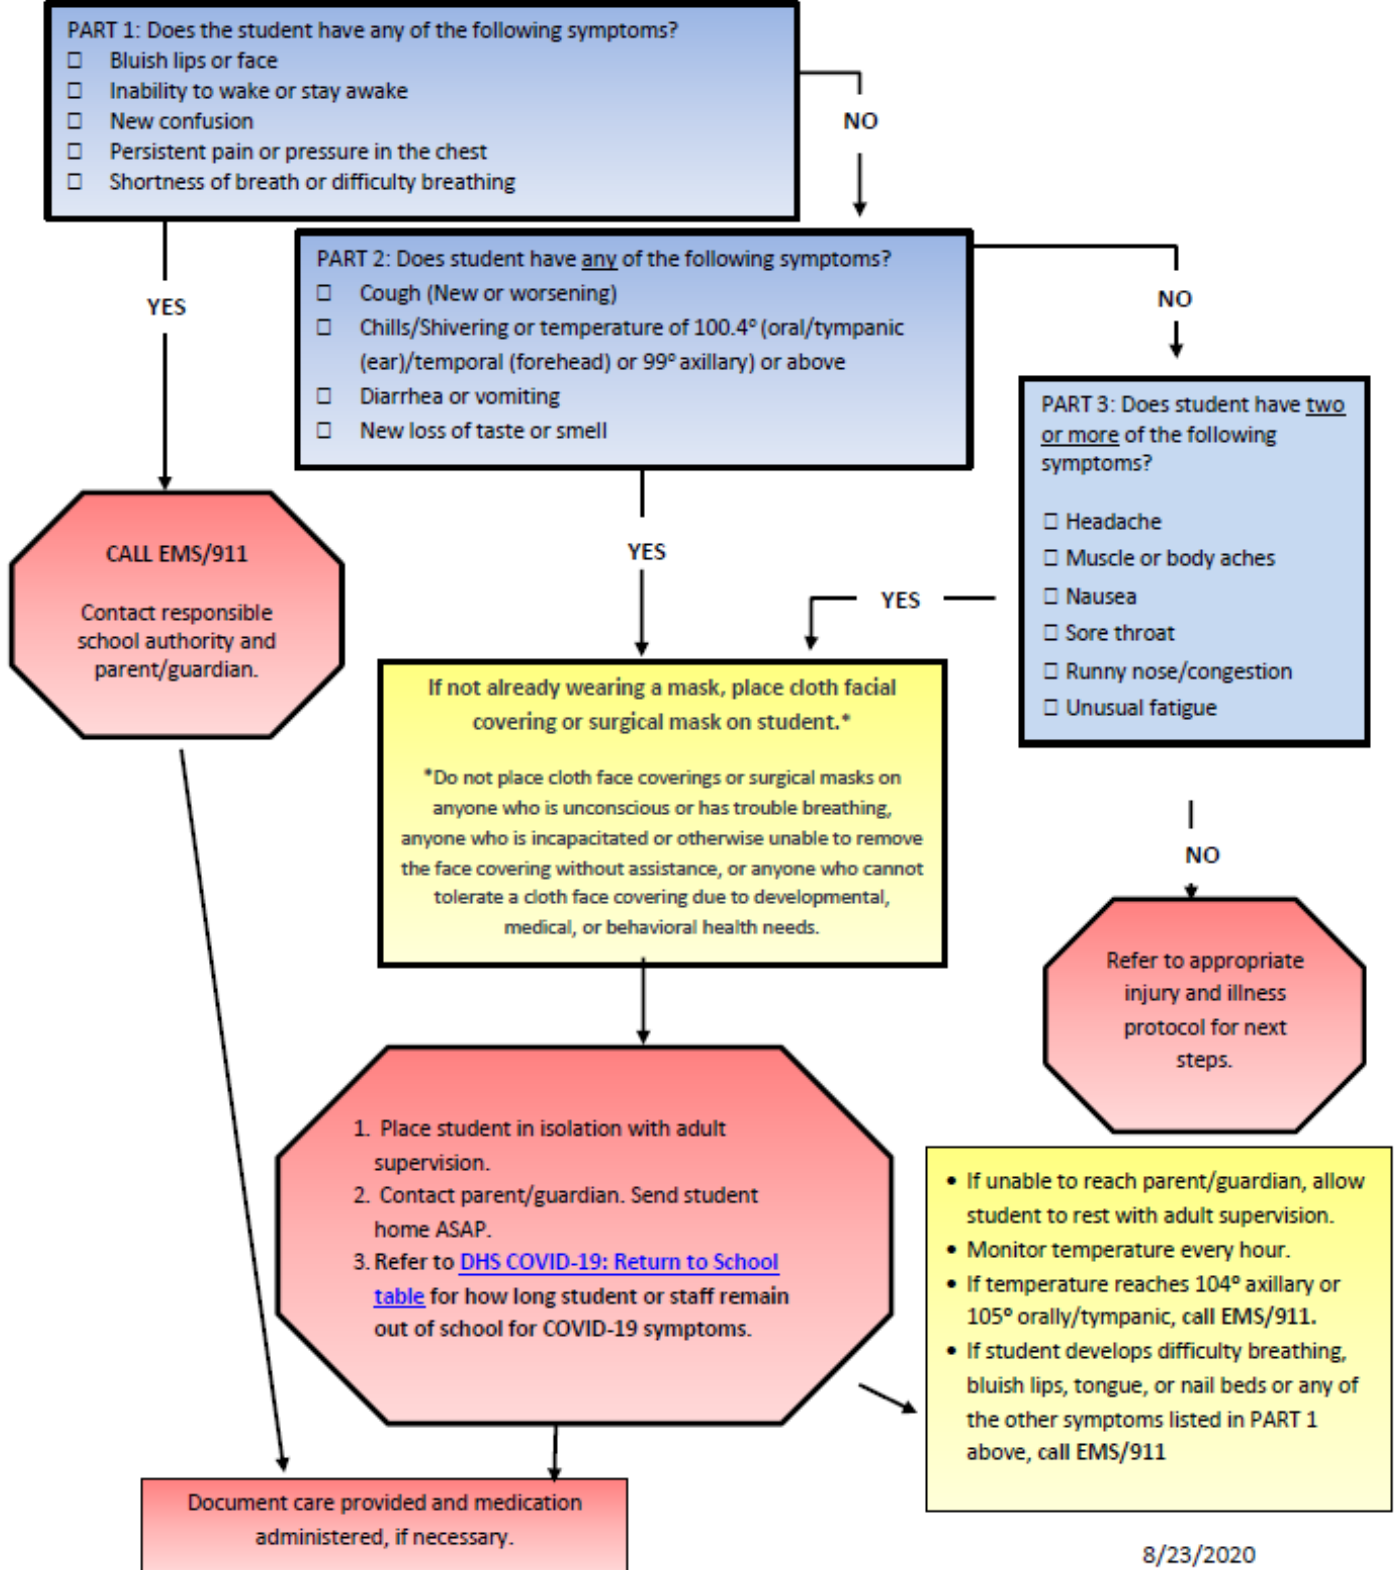 PART 1: Does the student have any of the following symptoms?
☐ Bluish lips or face
☐ Inability to wake or stay awake
☐ New confusion
☐ Persistent pain or pressure in the chest
☐ Shortness of breath or difficulty breathing
NO
PART 2: Does student have any of the following symptoms?
☐ Cough (New or worsening)
☐ Chills/Shivering or temperature of 100.4° (oral/tympanic
(ear)/temporal (forehead) or 99° axillary) or above
☐ Diarrhea or vomiting
☐ New loss of taste or smell
YES
NO
PART 3: Does student have two
or more of the following
symptoms?
☐ Headache
☐ Muscle or body aches
☐ Nausea
☐ Sore throat
☐ Runny nose/congestion
☐ Unusual fatigue
CALL EMS/911
Contact responsible
school authority and
parent/guardian.
YES
YES
If not already wearing a mask, place cloth facial
covering or surgical mask on student.*
*Do not place cloth face coverings or surgical masks on
anyone who is unconscious or has trouble breathing,
anyone who is incapacitated or otherwise unable to remove
the face covering without assistance, or anyone who cannot
tolerate a cloth face covering due to developmental,
medical, or behavioral health needs.
NO
Refer to appropriate
injury and illness
protocol for next
steps.
1. Place student in isolation with adult
supervision.
2. Contact parent/guardian. Send student
home ASAP.
3. Refer to DHS COVID-19: Return to School
table for how long student or staff remain
out of school for COVID-19 symptoms.
• If unable to reach parent/guardian, allow
student to rest with adult supervision.
• Monitor temperature every hour.
• If temperature reaches 104° axillary or
105° orally/tympanic, call EMS/911.
• If student develops difficulty breathing,
bluish lips, tongue, or nail beds or any of
the other symptoms listed in PART 1
above, call EMS/911
Document care provided and medication
administered, if necessary.
8/23/2020